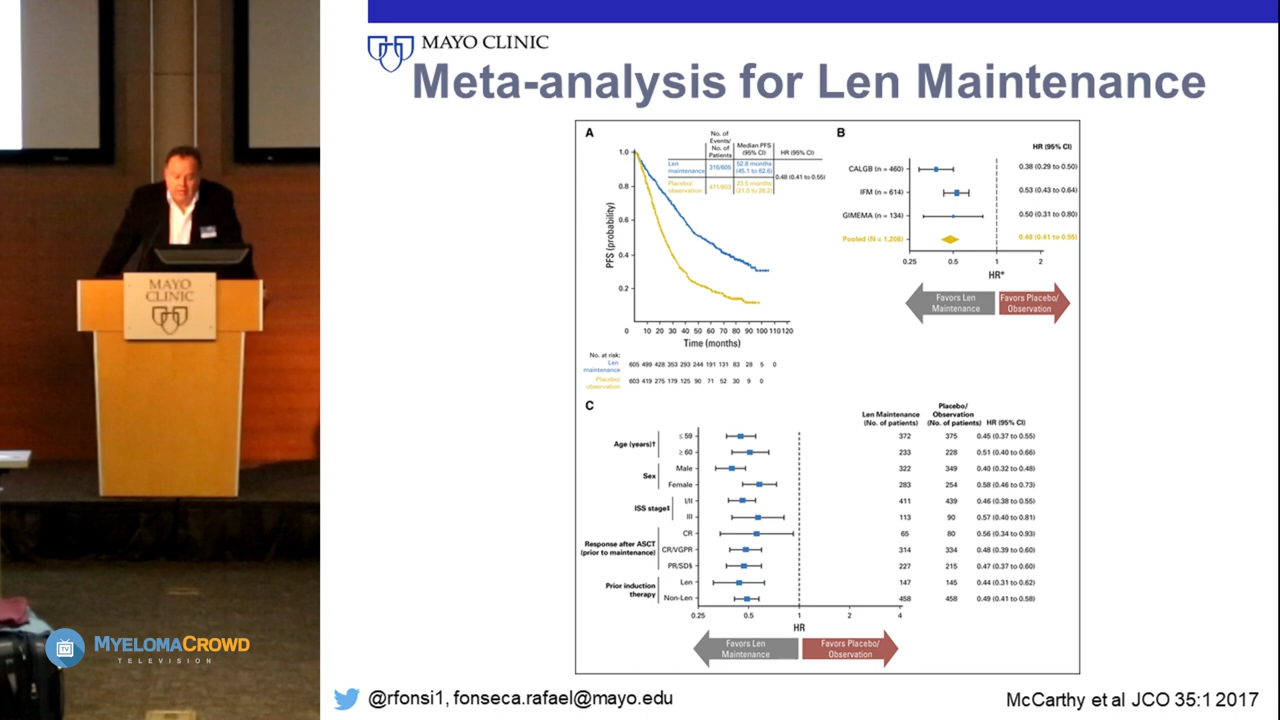 MAYO CLINIC
Meta-analysis for Len Maintenance
A
No. of Events/ No. of Patients
Median PFS (95% CI)
HR (95% CI)
Len maintenance 316/605 52.8 months (45.1 to 62.6)
0.48 (0.41 to 0.55)
Placebo/ observation 411/603 23.5 months (21.0 to 26.2)
PFS (probability)
1.0
0.8
0.6
0.4
0.2
0 10 20 30 40 50 60 70 80 90 100 110 120
Time (months)
No. at risk:
Len maintenance 605 499 428 353 293 244 191 131 83 28 5 0
Placebo/ observation 603 419 275 179 125 90 71 52 30 9 0
B
HR (95% CI)
CALGB (n = 460) 0.38 (0.29 to 0.50)
IFM (n = 614) 0.53 (0.43 to 0.64)
GIMEMA (n = 134) 0.50 (0.31 to 0.80)
Pooled (N = 1,208) 0.48 (0.41 to 0.55)
0.25 0.5 1 2
HR*
Favors Len Maintenance
Favors Placebo/ Observation
C
Len Maintenance (No. of patients)
Placebo/ Observation (No. of patients)
HR (95% CI)
Age (years)†
≤ 59 372 375 0.45 (0.37 to 0.55)
≥ 60 233 228 0.51 (0.40 to 0.66)
Sex
Male 322 349 0.40 (0.32 to 0.48)
Female 283 254 0.58 (0.46 to 0.73)
ISS stage‡
I/II 411 439 0.46 (0.38 to 0.55)
III 113 90 0.57 (0.40 to 0.81)
Response after ASCT (prior to maintenance)
CR 65 80 0.56 (0.34 to 0.93)
CR/VGPR 314 334 0.48 (0.39 to 0.60)
PR/SD§ 227 215 0.47 (0.37 to 0.60)
Prior induction therapy
Len 147 145 0.44 (0.31 to 0.62)
Non-Len 458 458 0.49 (0.41 to 0.58)
0.25 0.5 1 2 4
HR
Favors Len Maintenance
Favors Placebo/ Observation
@rfonsi1, fonseca.rafael@mayo.edu
McCarthy et al JCO 35:1 2017
MAYO
CLINIC
MYELOMACROWD
TELEVISION